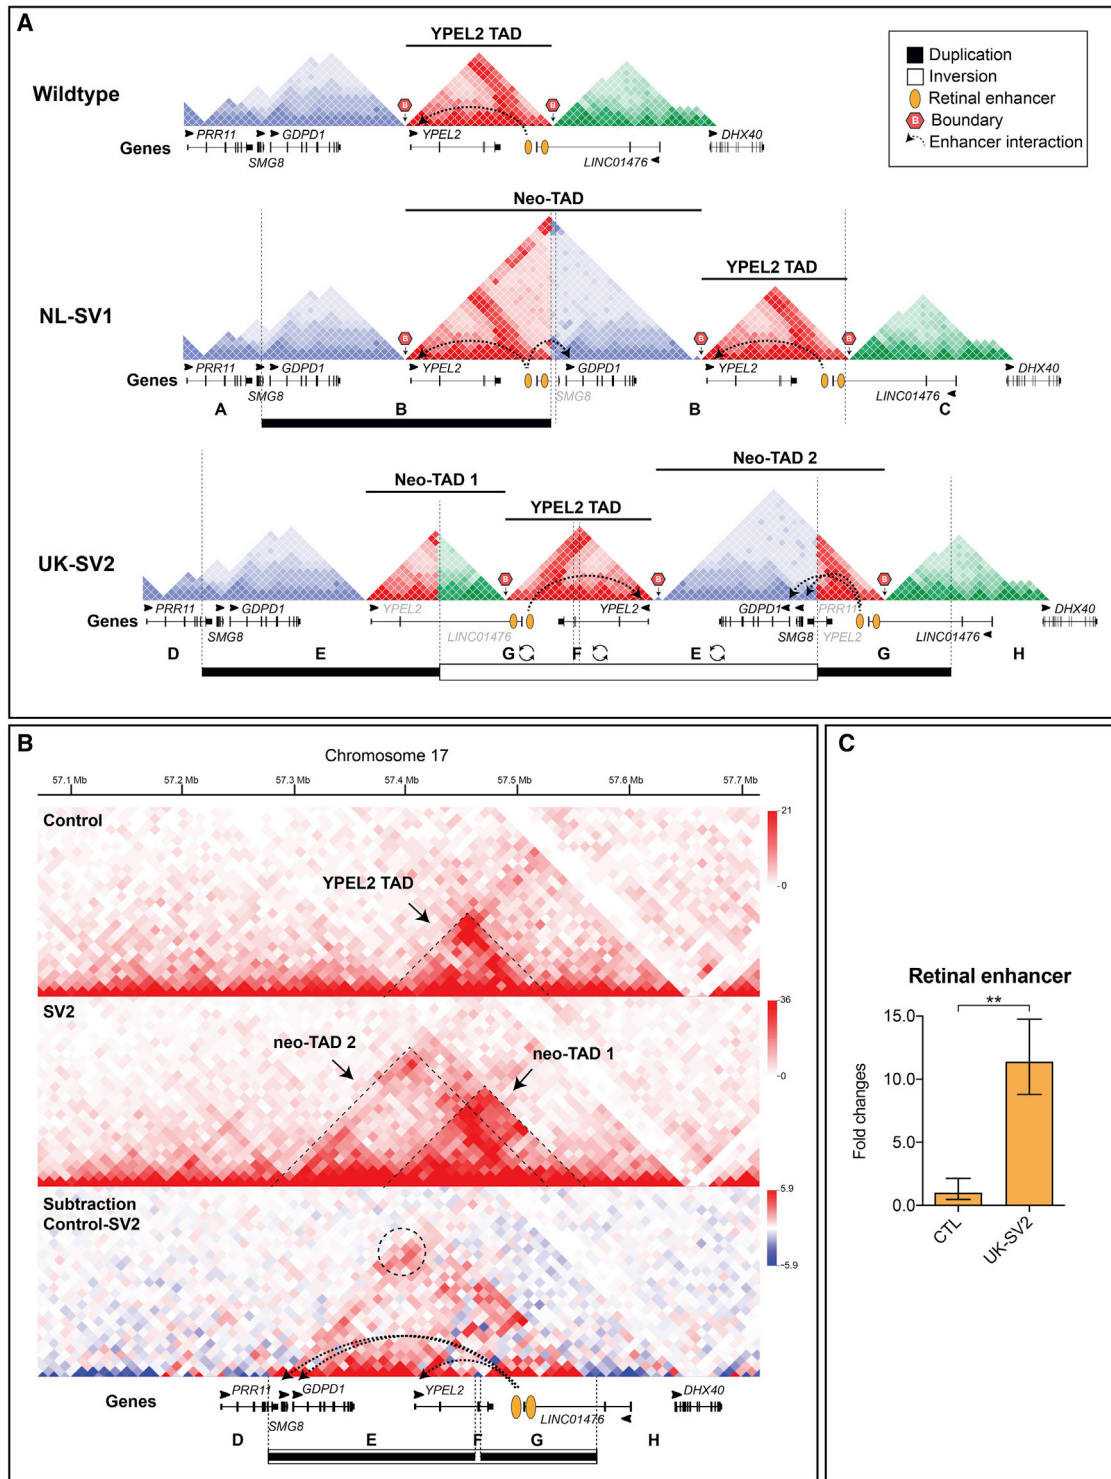 A
YPEL2 TAD
Wildtype
B
B
Genes
PRR11
SMG8
GDPD1
YPEL2
LINC01476
DHX40
Duplication
Inversion
Retinal enhancer
B Boundary
Enhancer interaction
Neo-TAD
YPEL2 TAD
NL-SV1
B
B
B
Genes
PRR11
SMG8
GDPD1
YPEL2
SMG8
GDPD1
YPEL2
LINC01476
DHX40
A B B C
Neo-TAD 1
YPEL2 TAD
Neo-TAD 2
UK-SV2
B
B
B
Genes
PRR11
SMG8
GDPD1
YPEL2
LINC01476
YPEL2
GDPD1
SMG8
PRR11
YPEL2
LINC01476
DHX40
D E G F E G H
B
Chromosome 17
57.1 Mb 57.2 Mb 57.3 Mb 57.4 Mb 57.5 Mb 57.6 Mb 57.7 Mb
Control
21
0
YPEL2 TAD
SV2
36
0
neo-TAD 2
neo-TAD 1
Subtraction
Control-SV2
5.9
-5.9
Genes
PRR11
SMG8
GDPD1
YPEL2
LINC01476
DHX40
D E F G H
C
Retinal enhancer
**
Fold changes
15.0
10.0
5.0
0.0
CTL
UK-SV2